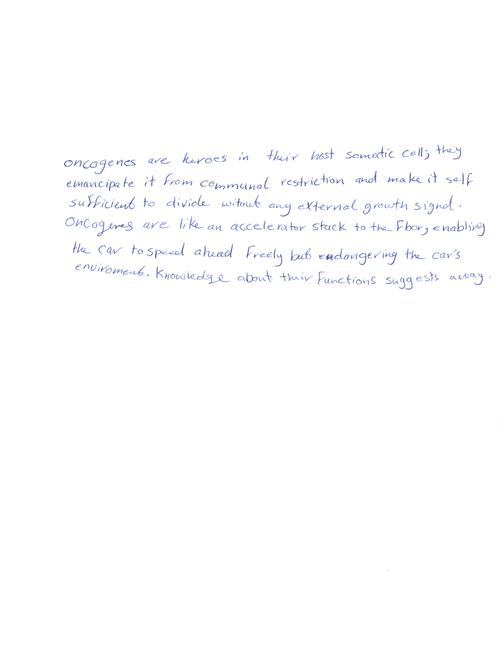 oncogenes are heroes in their host somatic cell; they
emancipate it from communal restriction and make it self
sufficient to divide witout any external growth signal.
Oncogenes are like an accelerator stuck to the floor, enabling
the car to speed ahead freely but endangering the car's
enviroment. Knowledge about their functions suggests away.